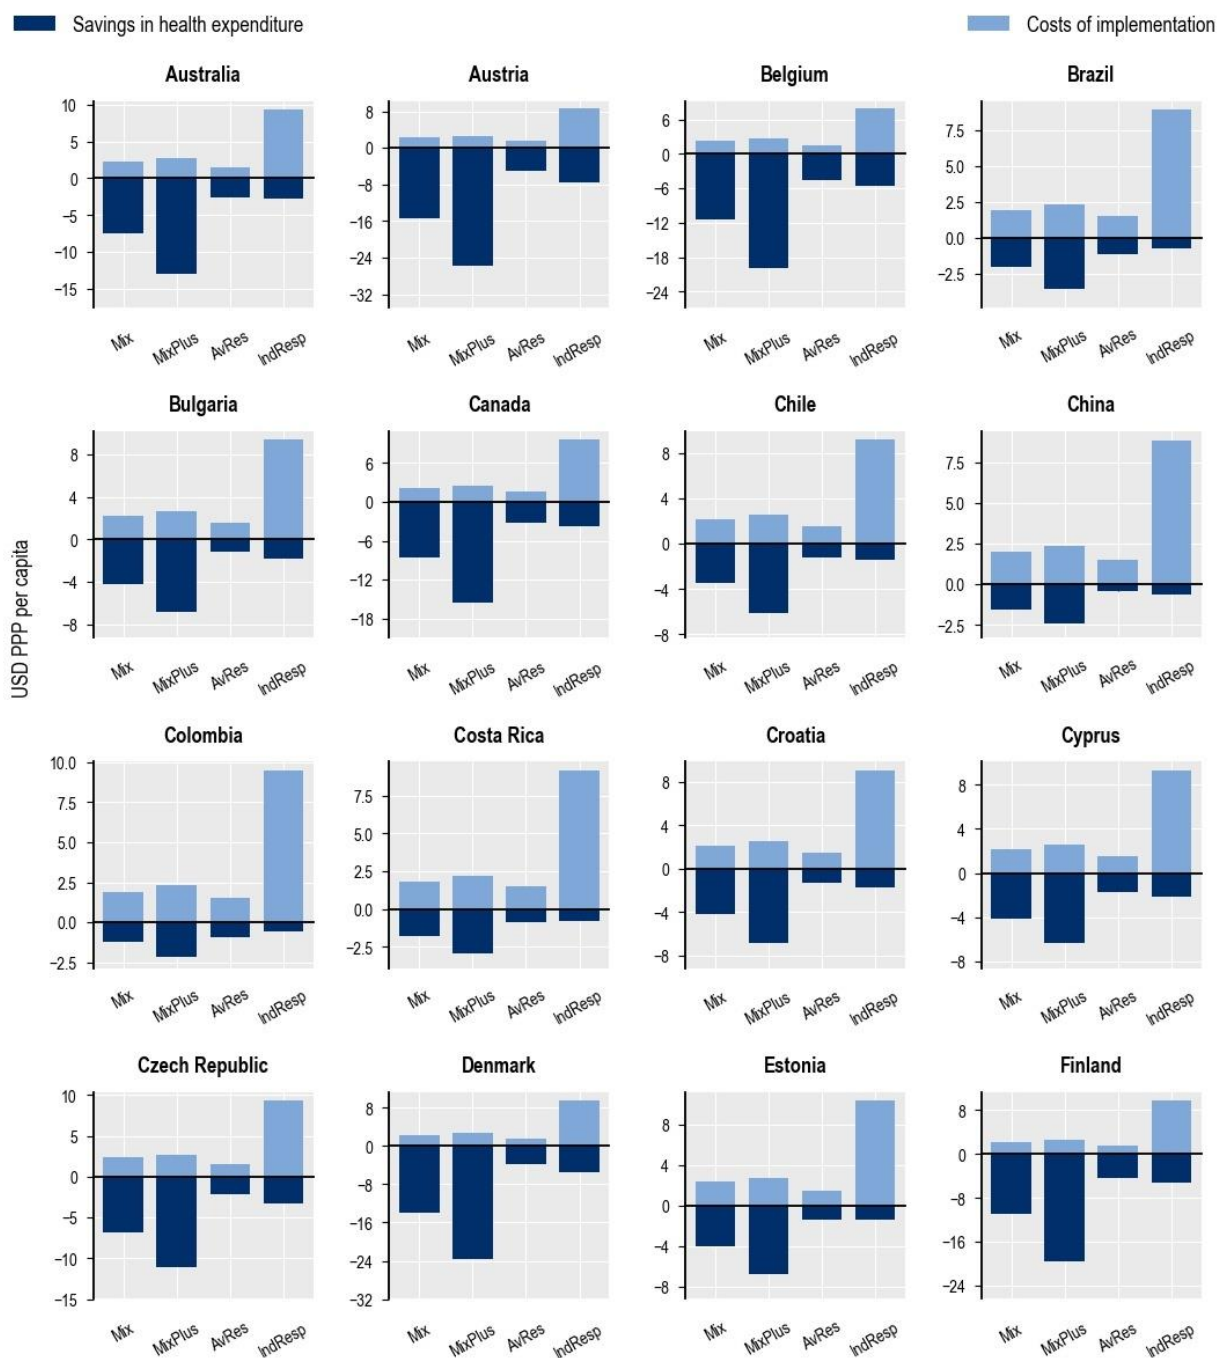 Savings in health expenditure
Costs of implementation
USD PPP per capita
Australia
10
5
0
−5
−10
−15
Mix
MixPlus
AvRes
IndResp
Austria
8
0
−8
−16
−24
−32
Mix
MixPlus
AvRes
IndResp
Belgium
6
0
−6
−12
−18
−24
Mix
MixPlus
AvRes
IndResp
Brazil
7.5
5.0
2.5
0.0
−2.5
Mix
MixPlus
AvRes
IndResp
Bulgaria
8
4
0
−4
−8
Mix
MixPlus
AvRes
IndResp
Canada
6
0
−6
−12
−18
Mix
MixPlus
AvRes
IndResp
Chile
8
4
0
−4
−8
Mix
MixPlus
AvRes
IndResp
China
7.5
5.0
2.5
0.0
−2.5
Mix
MixPlus
AvRes
IndResp
Colombia
10.0
7.5
5.0
2.5
0.0
−2.5
Mix
MixPlus
AvRes
IndResp
Costa Rica
7.5
5.0
2.5
0.0
−2.5
Mix
MixPlus
AvRes
IndResp
Croatia
8
4
0
−4
−8
Mix
MixPlus
AvRes
IndResp
Cyprus
8
4
0
−4
−8
Mix
MixPlus
AvRes
IndResp
Czech Republic
10
5
0
−5
−10
−15
Mix
MixPlus
AvRes
IndResp
Denmark
8
0
−8
−16
−24
−32
Mix
MixPlus
AvRes
IndResp
Estonia
8
4
0
−4
−8
Mix
MixPlus
AvRes
IndResp
Finland
8
0
−8
−16
−24
Mix
MixPlus
AvRes
IndResp